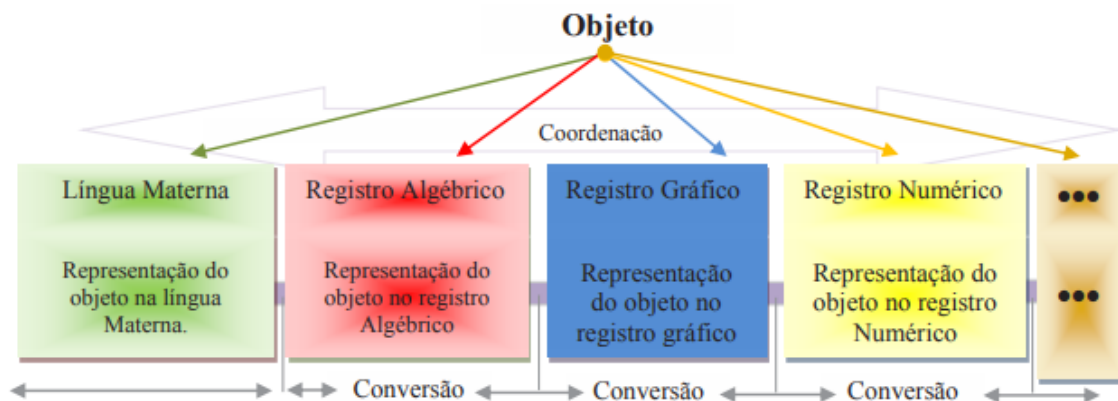 Objeto
Coordenacão
Língua Materna
Registro Algébrico
Registro Gráfico
Registro Numérico
•••
Representação do
objeto na língua
Materna.
Representação do
objeto no registro
Algébrico
Representação
do objeto no
registro gráfico
Representação do
objeto no registro
Numérico
•••
Conversão
Conversão
Conversão